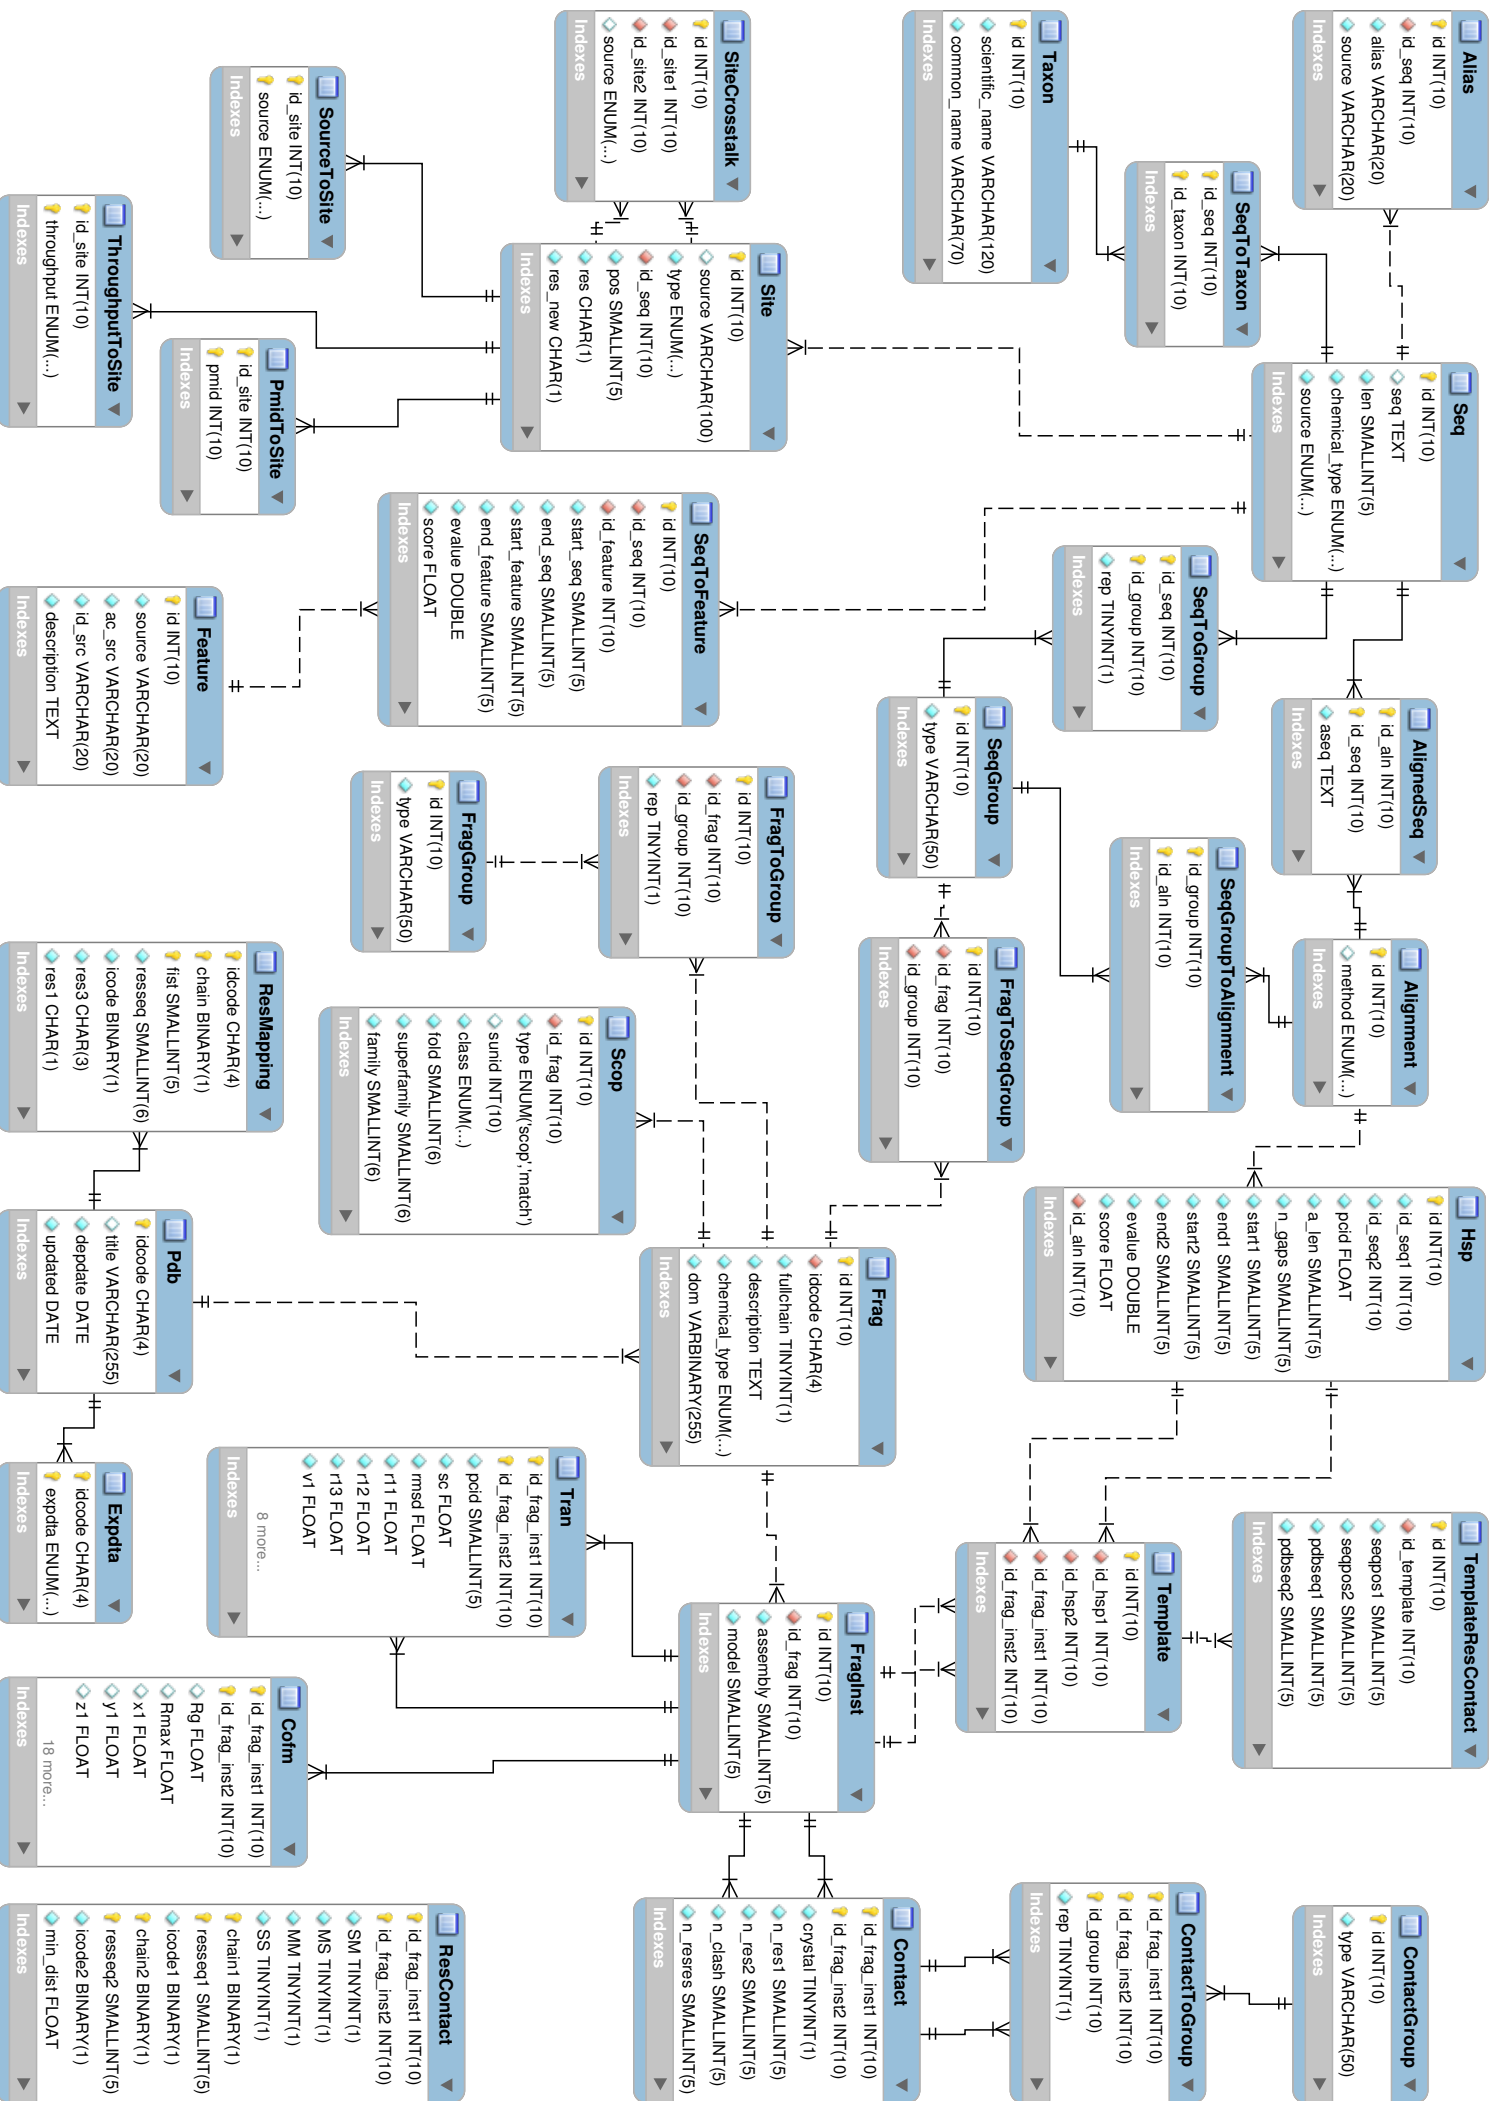 Alias
id INT(10)
id_seq INT(10)
alias VARCHAR(20)
source VARCHAR(20)
Indexes
Seq
id INT(10)
seq TEXT
len SMALLINT(5)
chemical_type ENUM(...)
source ENUM(...)
Indexes
AlignedSeq
id_aln INT(10)
id_seq INT(10)
aseq TEXT
Indexes
Alignment
id INT(10)
method ENUM(...)
Indexes
Hsp
id INT(10)
id_seq1 INT(10)
id_seq2 INT(10)
pcid FLOAT
a_len SMALLINT(5)
n_gaps SMALLINT(5)
start1 SMALLINT(5)
end1 SMALLINT(5)
start2 SMALLINT(5)
end2 SMALLINT(5)
evalue DOUBLE
score FLOAT
id_aln INT(10)
Indexes
TemplateResContact
id INT(10)
id_template INT(10)
seqpos1 SMALLINT(5)
seqpos2 SMALLINT(5)
pdbseq1 SMALLINT(5)
pdbseq2 SMALLINT(5)
Indexes
ContactGroup
id INT(10)
type VARCHAR(50)
Indexes
SeqToTaxon
id_seq INT(10)
id_taxon INT(10)
Indexes
SeqToGroup
id_seq INT(10)
id_group INT(10)
rep TINYINT(1)
Indexes
SeqGroupToAlignment
id_group INT(10)
id_aln INT(10)
Indexes
Template
id INT(10)
id_hsp1 INT(10)
id_hsp2 INT(10)
id_frag_inst1 INT(10)
id_frag_inst2 INT(10)
Indexes
ContactToGroup
id_frag_inst1 INT(10)
id_frag_inst2 INT(10)
id_group INT(10)
rep TINYINT(1)
Indexes
Taxon
id INT(10)
scientific_name VARCHAR(120)
common_name VARCHAR(70)
Indexes
SeqGroup
id INT(10)
type VARCHAR(50)
Indexes
FragToSeqGroup
id INT(10)
id_frag INT(10)
id_group INT(10)
Indexes
Frag
id INT(10)
idcode CHAR(4)
fullchain TINYINT(1)
description TEXT
chemical_type ENUM(...)
dom VARBINARY(255)
Indexes
FragInst
id INT(10)
id_frag INT(10)
assembly SMALLINT(5)
model SMALLINT(5)
Indexes
Contact
id_frag_inst1 INT(10)
id_frag_inst2 INT(10)
crystal TINYINT(1)
n_res1 SMALLINT(5)
n_res2 SMALLINT(5)
n_clash SMALLINT(5)
n_resres SMALLINT(5)
Indexes
SiteCrosstalk
id INT(10)
id_site1 INT(10)
id_site2 INT(10)
source ENUM(...)
Indexes
Site
id INT(10)
source VARCHAR(100)
type ENUM(...)
id_seq INT(10)
pos SMALLINT(5)
res CHAR(1)
res_new CHAR(1)
Indexes
SeqToFeature
id INT(10)
id_seq INT(10)
id_feature INT(10)
start_seq SMALLINT(5)
end_seq SMALLINT(5)
start_feature SMALLINT(5)
end_feature SMALLINT(5)
evalue DOUBLE
score FLOAT
Indexes
FragToGroup
id INT(10)
id_frag INT(10)
id_group INT(10)
rep TINYINT(1)
Indexes
FragGroup
id INT(10)
type VARCHAR(50)
Indexes
Scop
id INT(10)
id_frag INT(10)
type ENUM('scop','match')
sunid INT(10)
class ENUM(...)
fold SMALLINT(6)
superfamily SMALLINT(6)
family SMALLINT(6)
Indexes
Tran
id_frag_inst1 INT(10)
id_frag_inst2 INT(10)
pcid SMALLINT(5)
sc FLOAT
rmsd FLOAT
r11 FLOAT
r12 FLOAT
r13 FLOAT
v1 FLOAT
8 more...
Indexes
ResContact
id_frag_inst1 INT(10)
id_frag_inst2 INT(10)
SM TINYINT(1)
MS TINYINT(1)
MM TINYINT(1)
SS TINYINT(1)
chain1 BINARY(1)
resseq1 SMALLINT(5)
icode1 BINARY(1)
chain2 BINARY(1)
resseq2 SMALLINT(5)
icode2 BINARY(1)
min_dist FLOAT
Indexes
SourceToSite
id_site INT(10)
source ENUM(...)
Indexes
PmidToSite
id_site INT(10)
pmid INT(10)
Indexes
ThroughputToSite
id_site INT(10)
throughput ENUM(...)
Indexes
Feature
id INT(10)
source VARCHAR(20)
ac_src VARCHAR(20)
id_src VARCHAR(20)
description TEXT
Indexes
ResMapping
idcode CHAR(4)
chain BINARY(1)
fist SMALLINT(5)
resseq SMALLINT(6)
icode BINARY(1)
res3 CHAR(3)
res1 CHAR(1)
Indexes
Pdb
idcode CHAR(4)
title VARCHAR(255)
depdate DATE
updated DATE
Indexes
Expdta
idcode CHAR(4)
expdta ENUM(...)
Indexes
Cofm
id_frag_inst1 INT(10)
id_frag_inst2 INT(10)
Rg FLOAT
Rmax FLOAT
x1 FLOAT
y1 FLOAT
z1 FLOAT
18 more...
Indexes